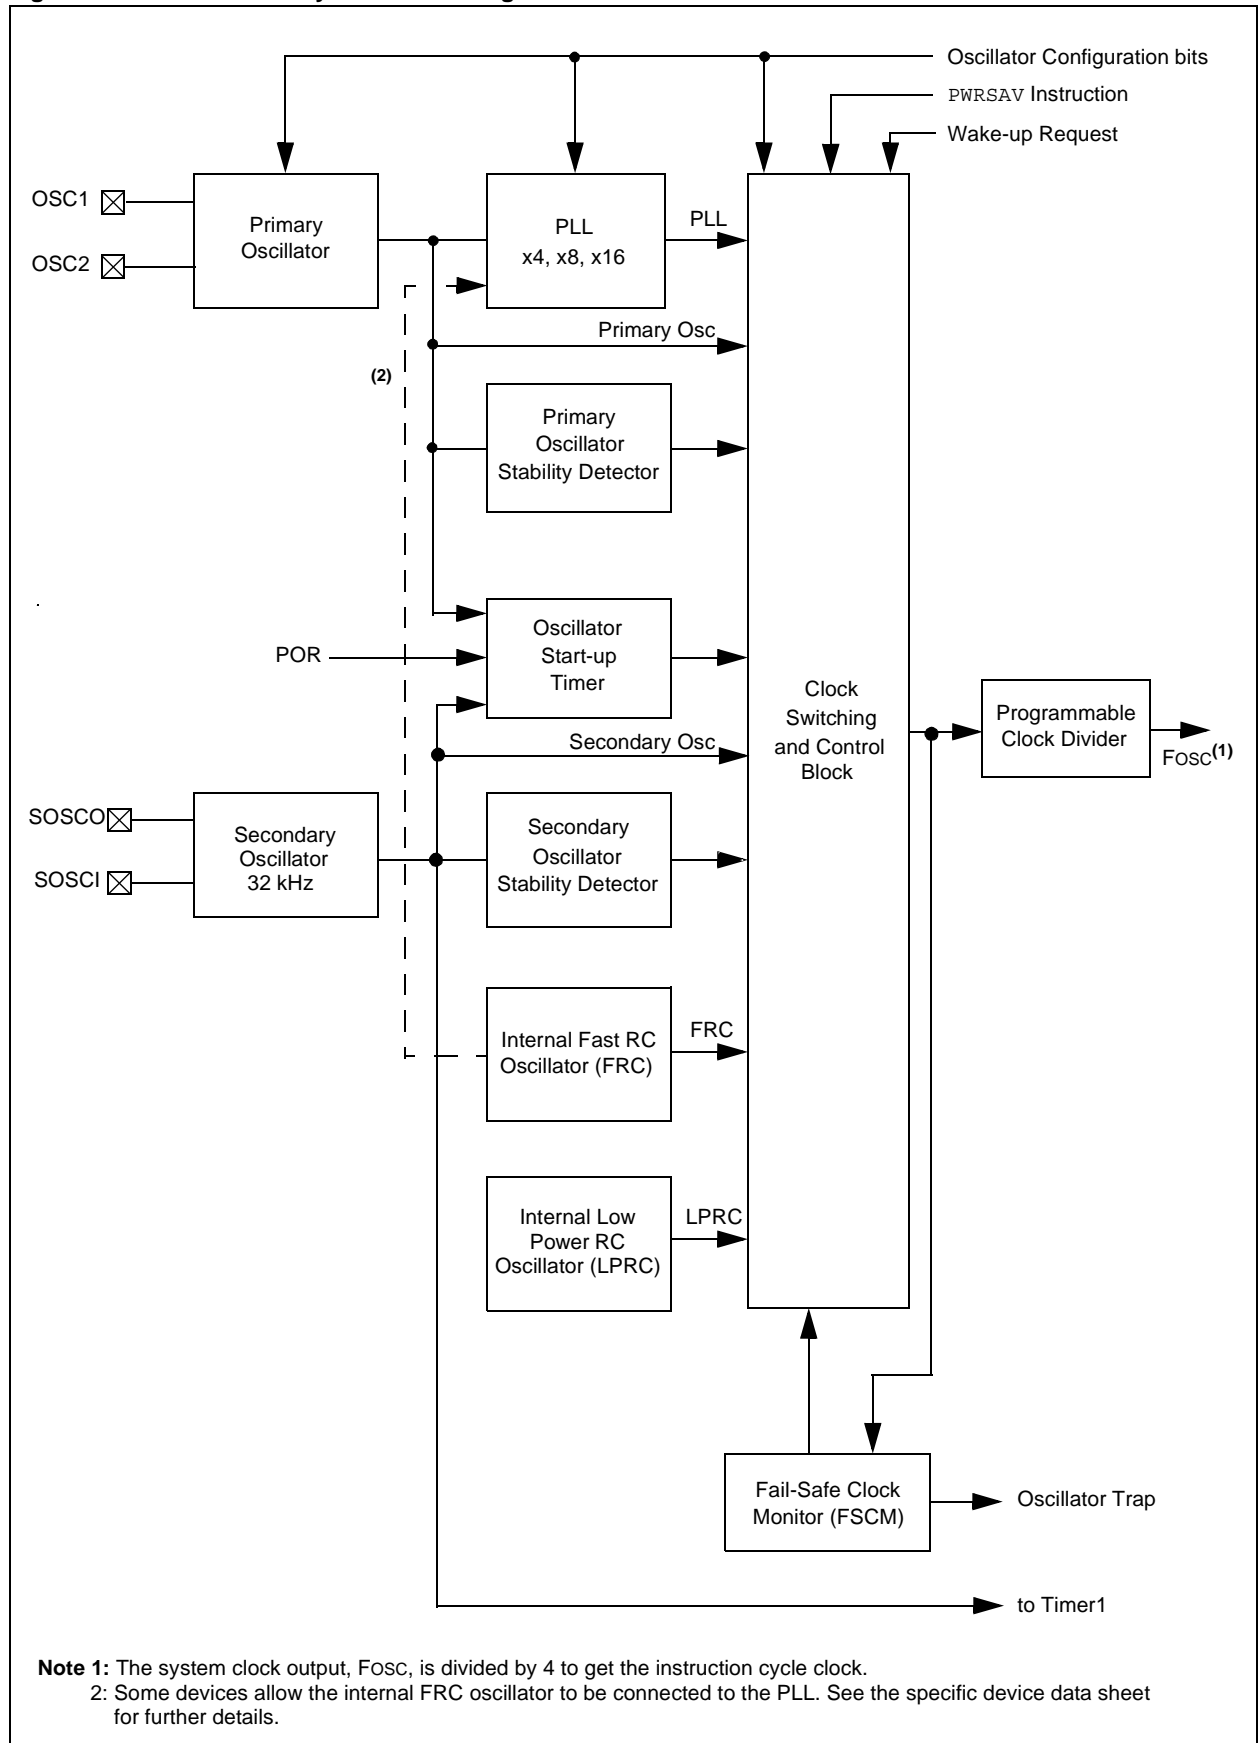 Oscillator Configuration bits
PWRSAV Instruction
Wake-up Request
OSC1
OSC2
Primary
Oscillator
PLL
x4, x8, x16
PLL
Primary Osc
(2)
Primary
Oscillator
Stability Detector
POR
Oscillator
Start-up
Timer
Secondary Osc
Clock
Switching
and Control
Block
Programmable
Clock Divider
FOSC(1)
SOSCO
SOSCI
Secondary
Oscillator
32 kHz
Secondary
Oscillator
Stability Detector
Internal Fast RC
Oscillator (FRC)
FRC
Internal Low
Power RC
Oscillator (LPRC)
LPRC
Fail-Safe Clock
Monitor (FSCM)
Oscillator Trap
to Timer1
Note 1: The system clock output, FOSC, is divided by 4 to get the instruction cycle clock.
2: Some devices allow the internal FRC oscillator to be connected to the PLL. See the specific device data sheet
for further details.